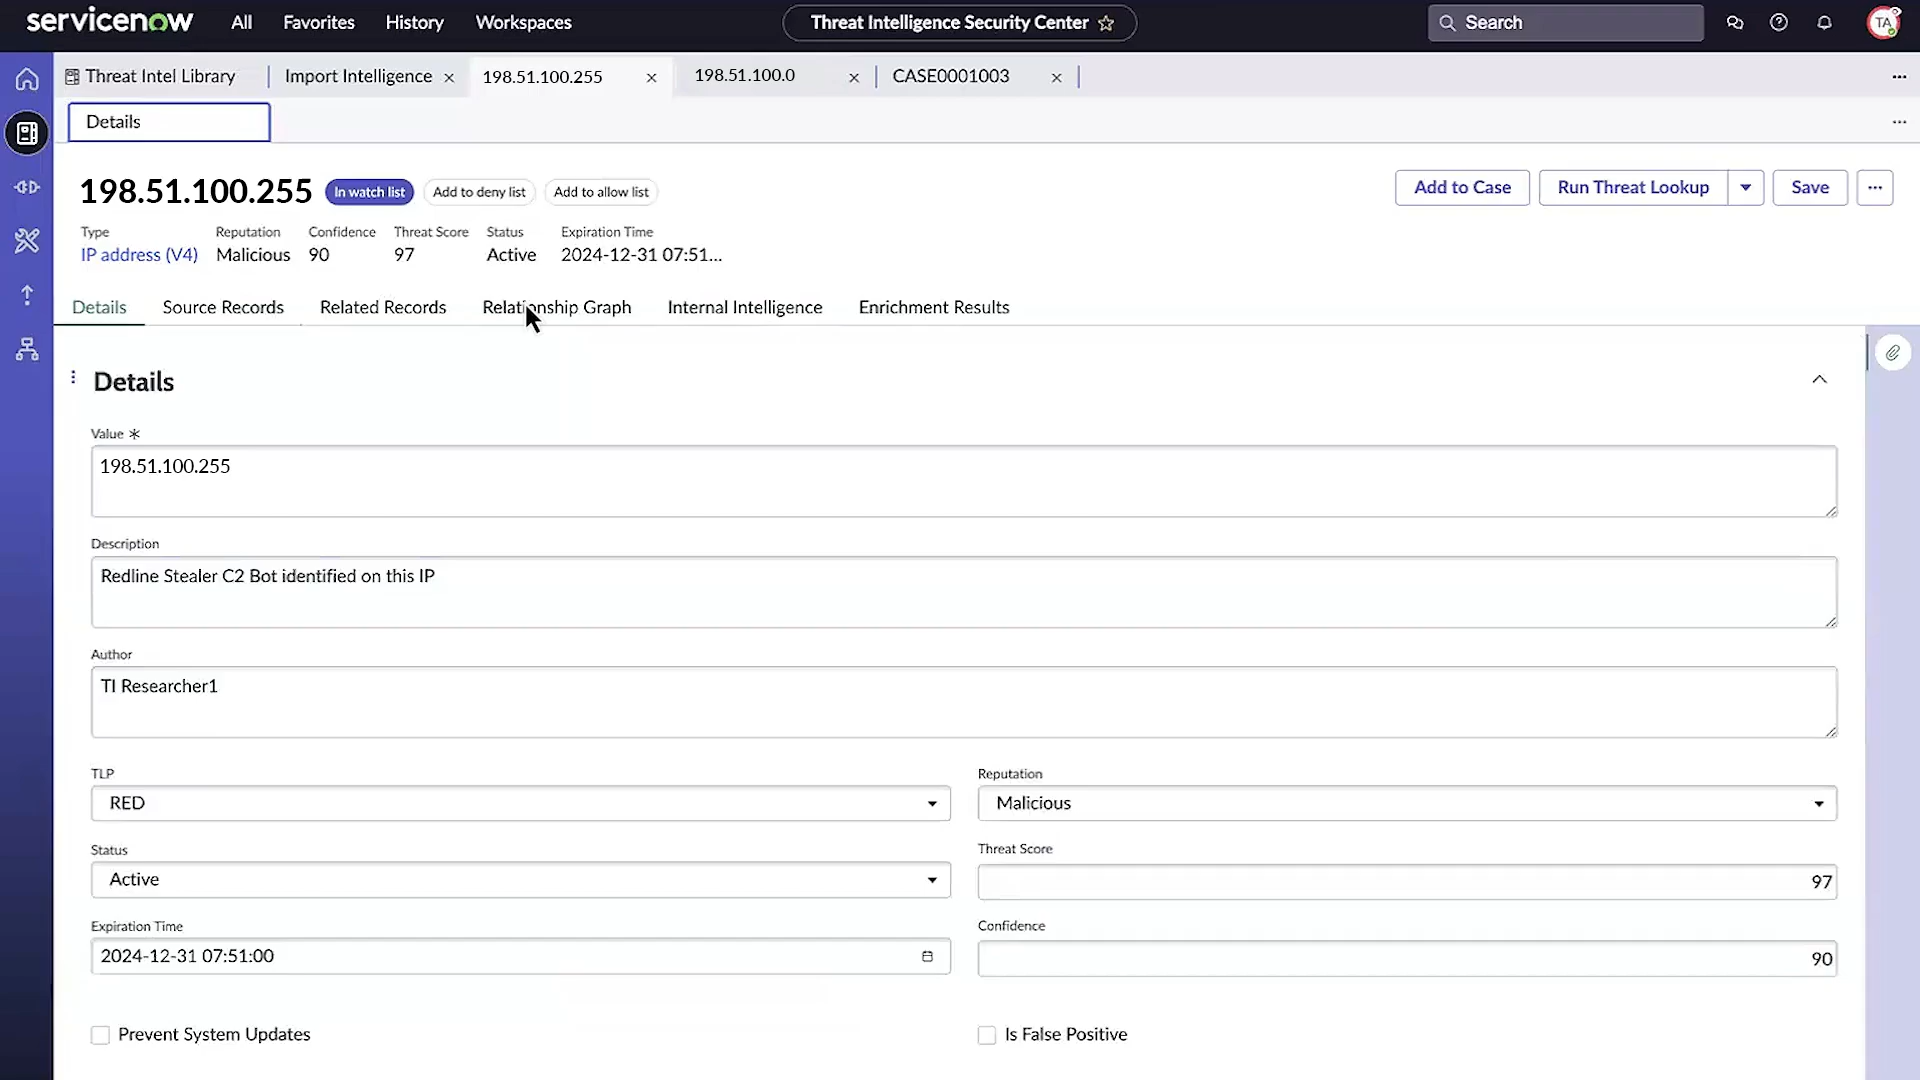 servicenow All Favorites History Workspaces Threat Intelligence Security Center Search TA
Threat Intel Library Import Intelligence 198.51.100.255 198.51.100.0 CASE0001003
Details
198.51.100.255 In watch list Add to deny list Add to allow list Add to Case Run Threat Lookup Save
Type Reputation Confidence Threat Score Status Expiration Time
IP address (V4) Malicious 90 97 Active 2024-12-31 07:51...
Details Source Records Related Records Relationship Graph Internal Intelligence Enrichment Results
Details
Value *
198.51.100.255
Description
Redline Stealer C2 Bot identified on this IP
Author
TI Researcher1
TLP Reputation
RED Malicious
Status Threat Score
Active 97
Expiration Time Confidence
2024-12-31 07:51:00 90
Prevent System Updates Is False Positive